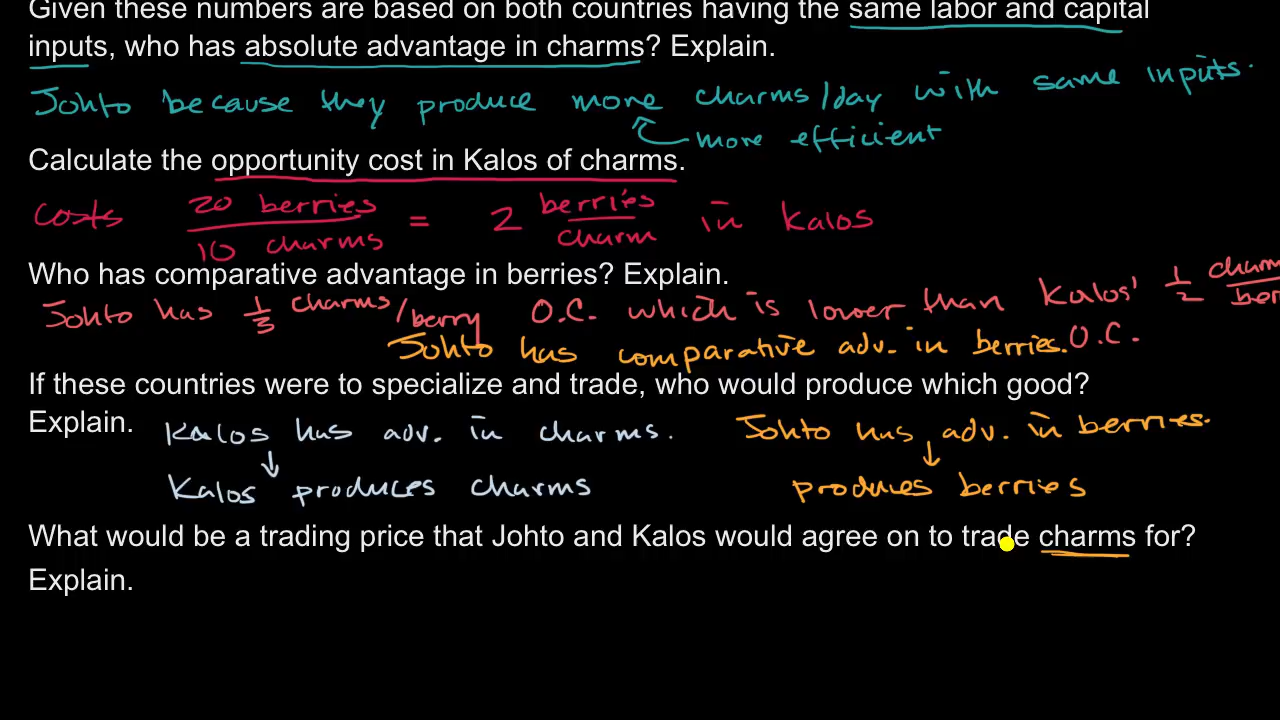 Given these numbers are based on both countries having the same labor and capital
inputs, who has absolute advantage in charms? Explain.
Johto because they produce more charms/day with same inputs.
more efficient
Calculate the opportunity cost in Kalos of charms.
costs 20 berries / 10 charms = 2 berries / charm in Kalos
Who has comparative advantage in berries? Explain.
Johto has 1/3 charms/berry O.C. which is lower than Kalos' 1/2
O.C.
Johto has comparative adv. in berries.
If these countries were to specialize and trade, who would produce which good?
Explain.
Kalos has adv. in charms. Johto has adv. in berries.
Kalos produces charms produces berries
What would be a trading price that Johto and Kalos would agree on to trade charms for?
Explain.